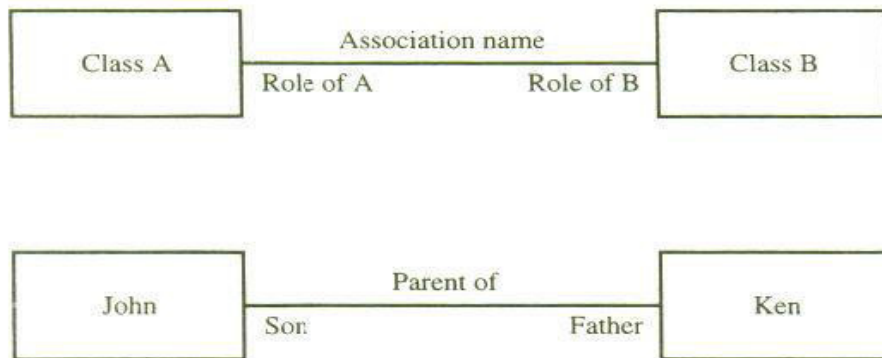 Association name
Class A
Class B
Role of A
Role of B
Parent of
John
Ken
Son
Father